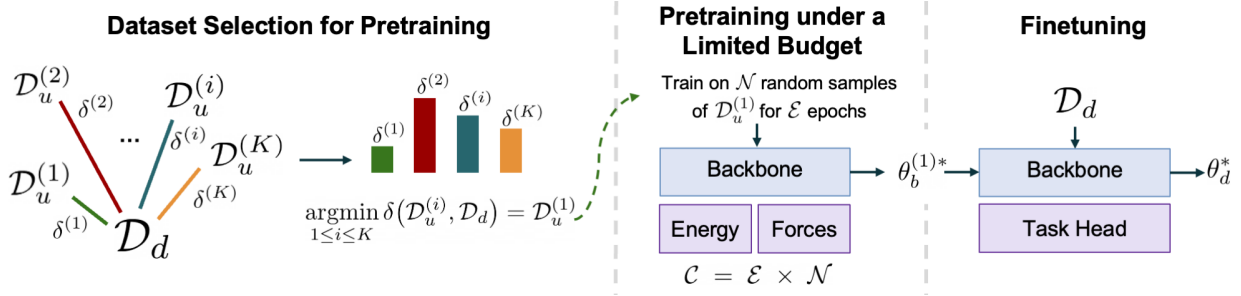 Dataset Selection for Pretraining
𝒟_u^(2)
δ^(2)
...
𝒟_u^(i)
δ^(i)
𝒟_u^(K)
δ^(K)
𝒟_u^(1)
δ^(1)
𝒟_d
δ^(1)
δ^(2)
δ^(i)
δ^(K)
argmin δ(𝒟_u^(i), 𝒟_d) = 𝒟_u^(1)
1≤i≤K
Pretraining under a
Limited Budget
Train on 𝒩 random samples
of 𝒟_u^(1) for ℰ epochs
Backbone
Energy
Forces
𝒞 = ℰ × 𝒩
θ_b^(1)*
Finetuning
𝒟_d
Backbone
Task Head
θ_d^*